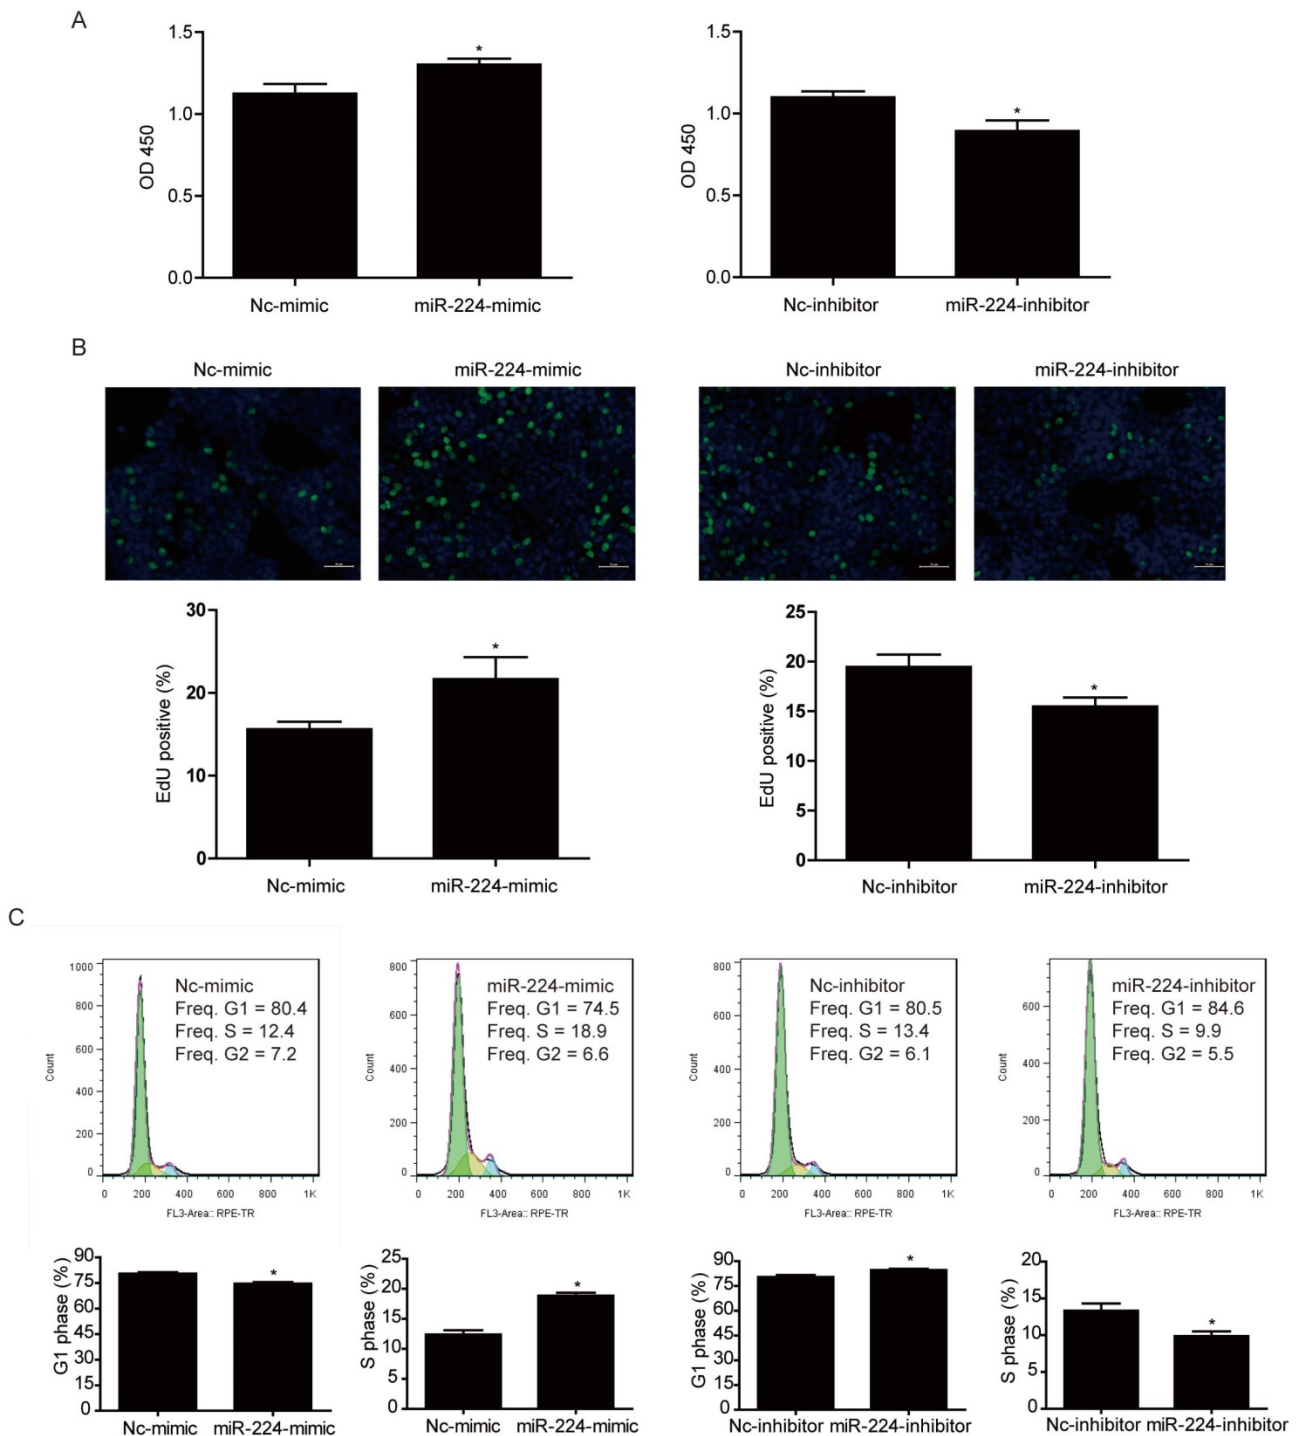 A
1.5
1.0
0.5
0.0
OD 450
*
Nc-mimic
miR-224-mimic
1.5
1.0
0.5
0.0
OD 450
*
Nc-inhibitor
miR-224-inhibitor
B
Nc-mimic
miR-224-mimic
Nc-inhibitor
miR-224-inhibitor
30
20
10
0
EdU positive (%)
*
Nc-mimic
miR-224-mimic
25
20
15
10
5
0
EdU positive (%)
*
Nc-inhibitor
miR-224-inhibitor
C
1000
800
600
400
200
0
Count
Nc-mimic
Freq. G1 = 80.4
Freq. S = 12.4
Freq. G2 = 7.2
0 200 400 600 800 1K
FL3-Area:: RPE-TR
800
600
400
200
0
Count
miR-224-mimic
Freq. G1 = 74.5
Freq. S = 18.9
Freq. G2 = 6.6
0 200 400 600 800 1K
FL3-Area:: RPE-TR
800
600
400
200
0
Count
Nc-inhibitor
Freq. G1 = 80.5
Freq. S = 13.4
Freq. G2 = 6.1
0 200 400 600 800 1K
FL3-Area:: RPE-TR
600
400
200
0
Count
miR-224-inhibitor
Freq. G1 = 84.6
Freq. S = 9.9
Freq. G2 = 5.5
0 200 400 600 800 1K
FL3-Area:: RPE-TR
90
75
60
45
30
15
0
G1 phase (%)
*
Nc-mimic
miR-224-mimic
25
20
15
10
5
0
S phase (%)
*
Nc-mimic
miR-224-mimic
90
75
60
45
30
15
0
G1 phase (%)
*
Nc-inhibitor
miR-224-inhibitor
20
15
10
5
0
S phase (%)
*
Nc-inhibitor
miR-224-inhibitor